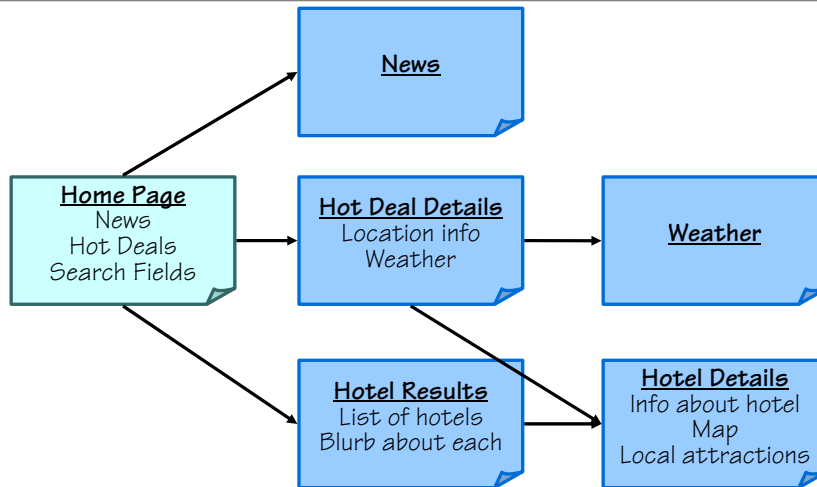 News
Home Page
News
Hot Deals
Search Fields
Hot Deal Details
Location info
Weather
Weather
Hotel Results
List of hotels
Blurb about each
Hotel Details
Info about hotel
Map
Local attractions